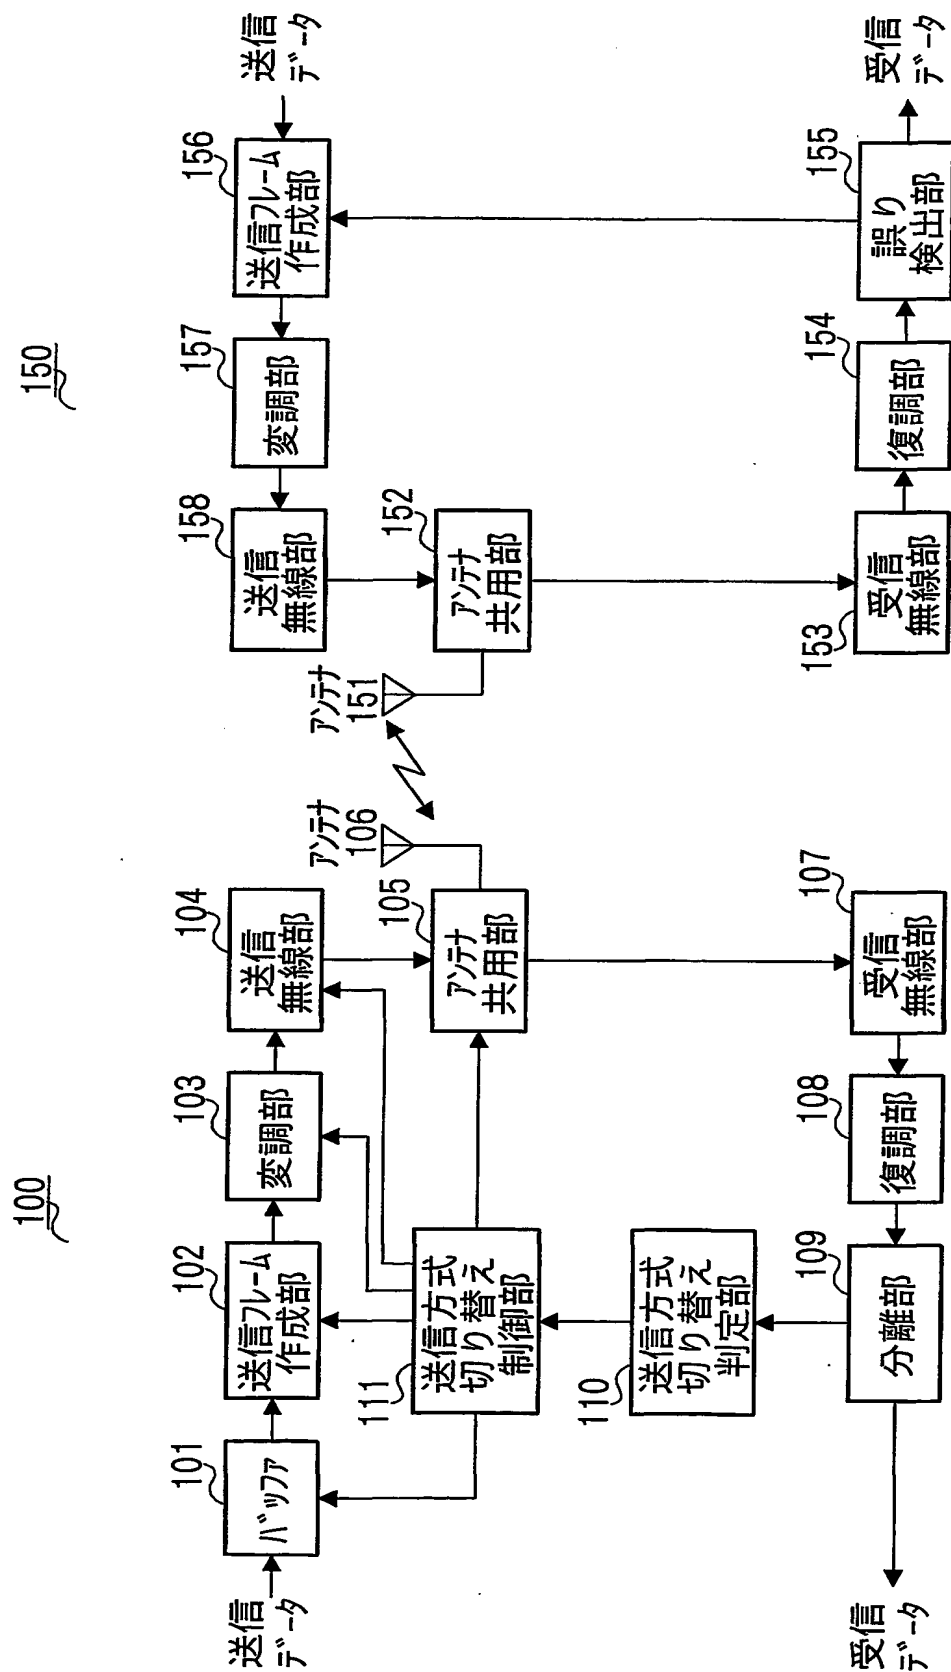 100
送信
データ
101
バッファ
102
送信フレーム
作成部
103
変調部
104
送信
無線部
105
アンテナ
共用部
アンテナ
106
111
送信方式
切り替え
制御部
110
送信方式
切り替え
判定部
109
分離部
108
復調部
107
受信
無線部
受信
データ
150
アンテナ
151
152
アンテナ
共用部
158
送信
無線部
157
変調部
156
送信フレーム
作成部
送信
データ
153
受信
無線部
154
復調部
155
誤り
検出部
受信
データ